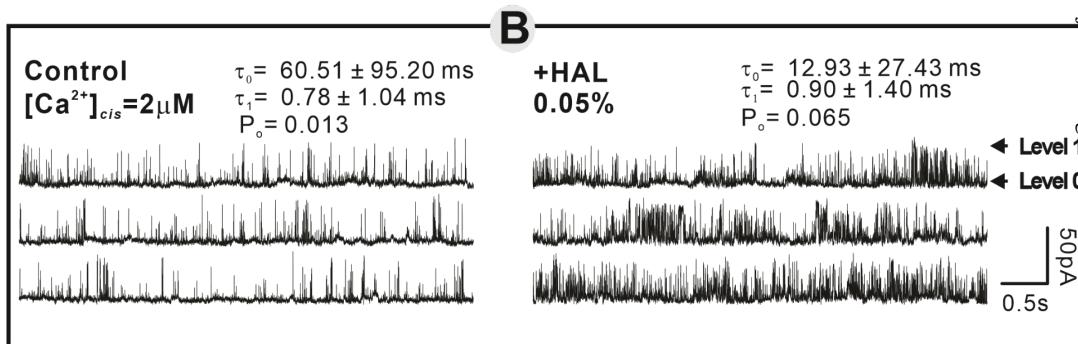 B
Control
[Ca²⁺]cis=2μM
τ₀= 60.51 ± 95.20 ms
τ₁= 0.78 ± 1.04 ms
Pₒ= 0.013
+HAL
0.05%
τ₀= 12.93 ± 27.43 ms
τ₁= 0.90 ± 1.40 ms
Pₒ= 0.065
Level 1
Level 0
50pA
0.5s